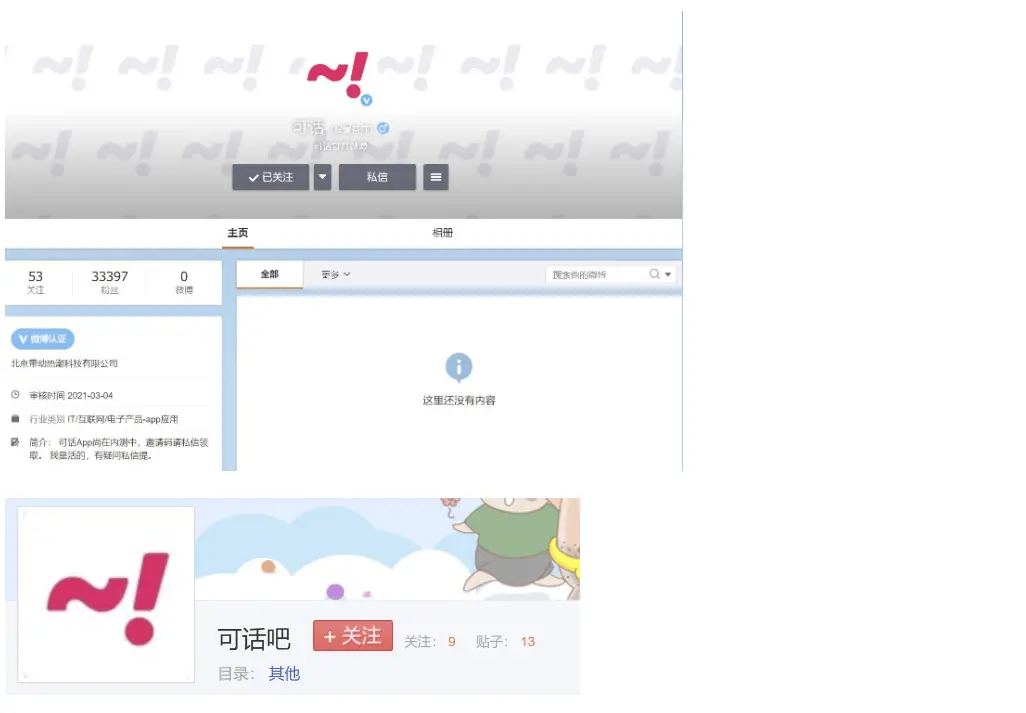 可话
✓已关注
私信
主页
相册
53
关注
33397
粉丝
0
微博
全部
更多
搜索他的微博
V 微博认证
北京带动热潮科技有限公司
审核时间 2021-03-04
行业类别 IT/互联网/电子产品-app应用
简介： 可话App尚在内测中，邀请码请私信领
取。 我是活的，有疑问私信提。
这里还没有内容
可话吧
+ 关注
关注： 9
贴子： 13
目录： 其他